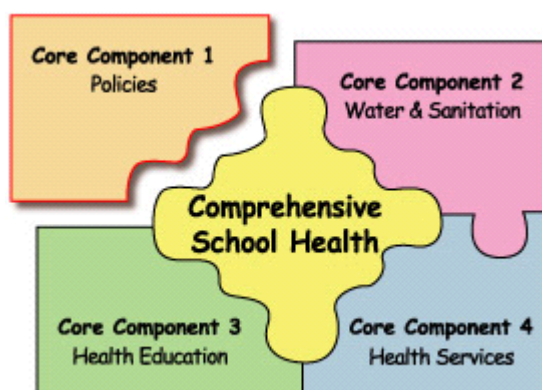 Core Component 1
Policies
Core Component 2
Water & Sanitation
Comprehensive
School Health
Core Component 3
Health Education
Core Component 4
Health Services